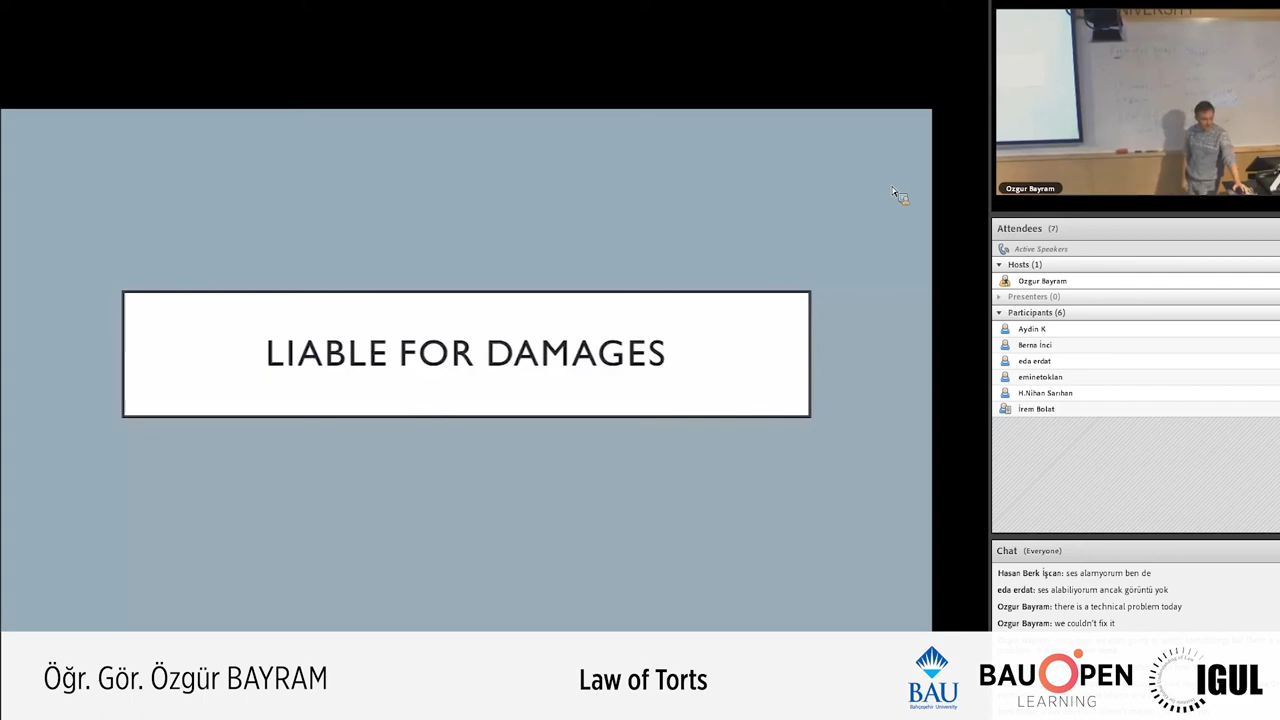 LIABLE FOR DAMAGES
Ozgur Bayram
Attendees (7)
Active Speakers
Hosts (1)
Ozgur Bayram
Presenters (0)
Participants (6)
Aydin K
Berna İnci
eda erdat
eminetoklan
H.Nihan Sarıhan
İrem Bolat
Chat (Everyone)
Hasan Berk İşcan: ses alamyorum ben de
eda erdat: ses alabiliyorum ancak görüntü yok
Ozgur Bayram: there is a technical problem today
Ozgur Bayram: we couldn't fix it
Öğr. Gör. Özgür BAYRAM
Law of Torts
BAU
Bahçeşehir University
BAU OPEN
LEARNING
IGUL